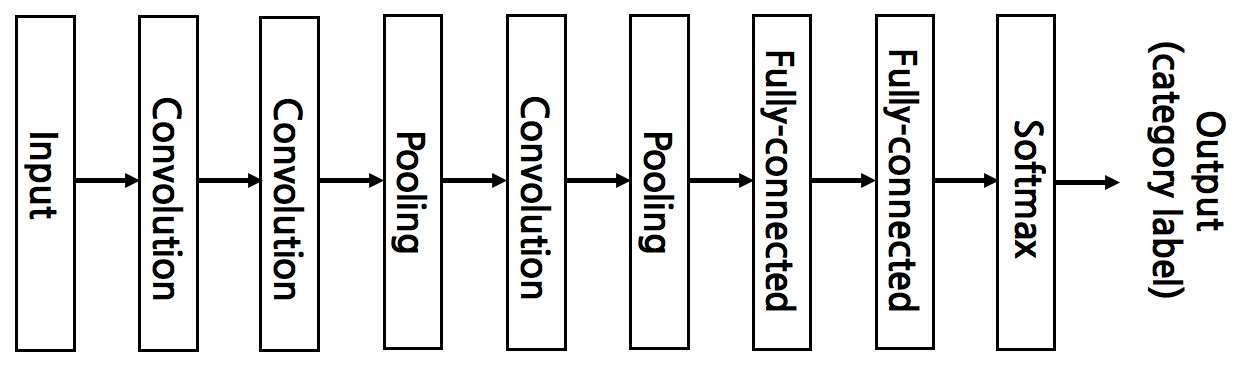 Input
Convolution
Convolution
Pooling
Convolution
Pooling
Fully-connected
Fully-connected
Softmax
Output
(category label)